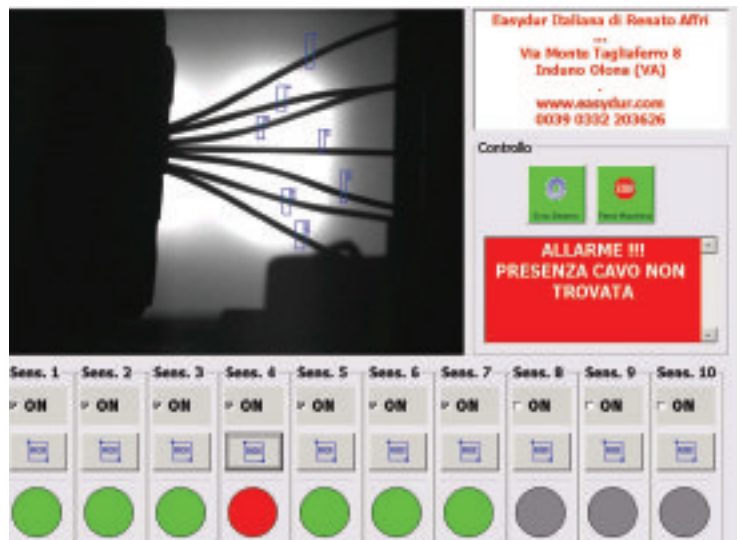 Easydur Italiana di Renato Affri
...
Via Monte Tagliaferro 8
Induno Olona (VA)
.
www.easydur.com
0039 0332 203626
Controllo
STOP
ALLARME !!!
PRESENZA CAVO NON
TROVATA
Sens. 1 Sens. 2 Sens. 3 Sens. 4 Sens. 5 Sens. 6 Sens. 7 Sens. 8 Sens. 9 Sens. 10
ON ON ON ON ON ON ON ON ON ON